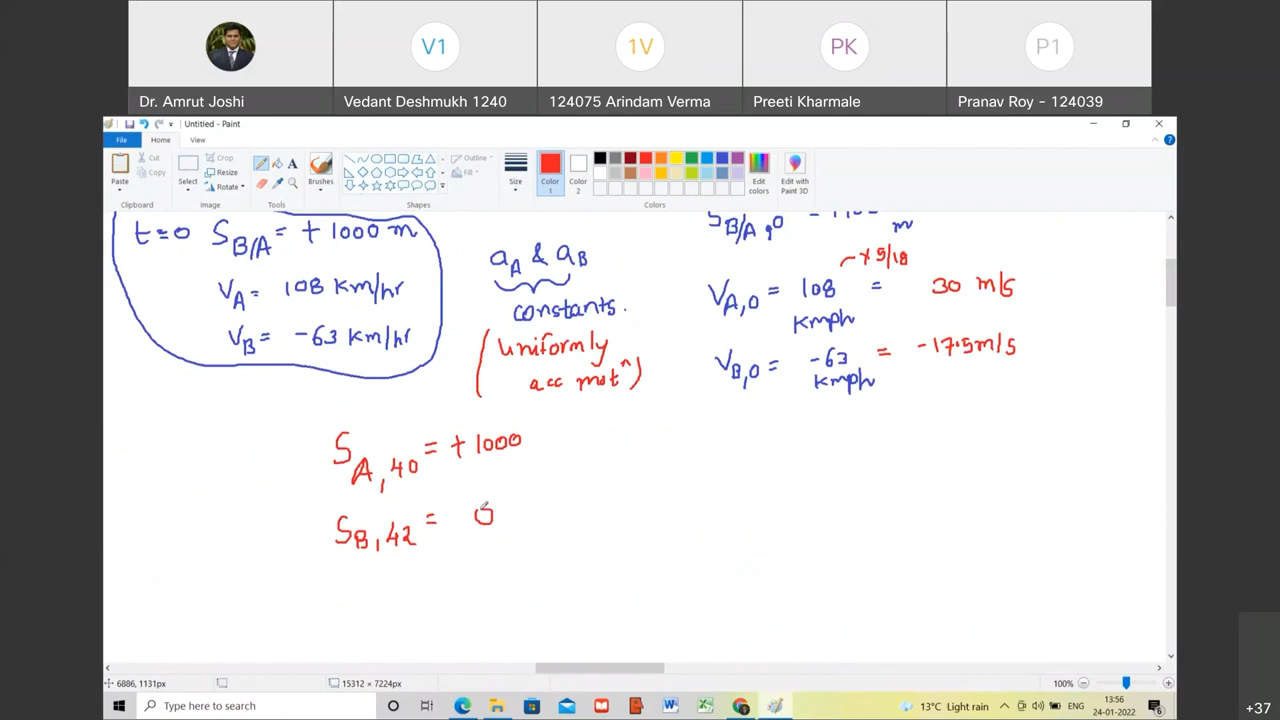 V1
1V
PK
P1
Dr. Amrut Joshi
Vedant Deshmukh 1240
124075 Arindam Verma
Preeti Kharmale
Pranav Roy - 124039
Untitled - Paint
File
Home
View
Paste
Cut
Copy
Clipboard
Select
Crop
Resize
Rotate
Image
Tools
Brushes
Shapes
Outline
Fill
Size
Color 1
Color 2
Colors
Edit colors
Edit with Paint 3D
t=0 S B/A = + 1000 m
VA = 108 Km/hr
VB = -63 Km/hr
aA & aB
constants.
(uniformly
acc motⁿ)
S B/A,0
m
× 5/18
VA,0 = 108 = 30 m/s
Kmph
VB,0 = -63 = -17.5m/s
Kmph
S A,40 = + 1000
S B,42 = 0
6886, 1131px
15312 × 7224px
100%
Type here to search
13°C Light rain
13:56
24-01-2022
6
+37